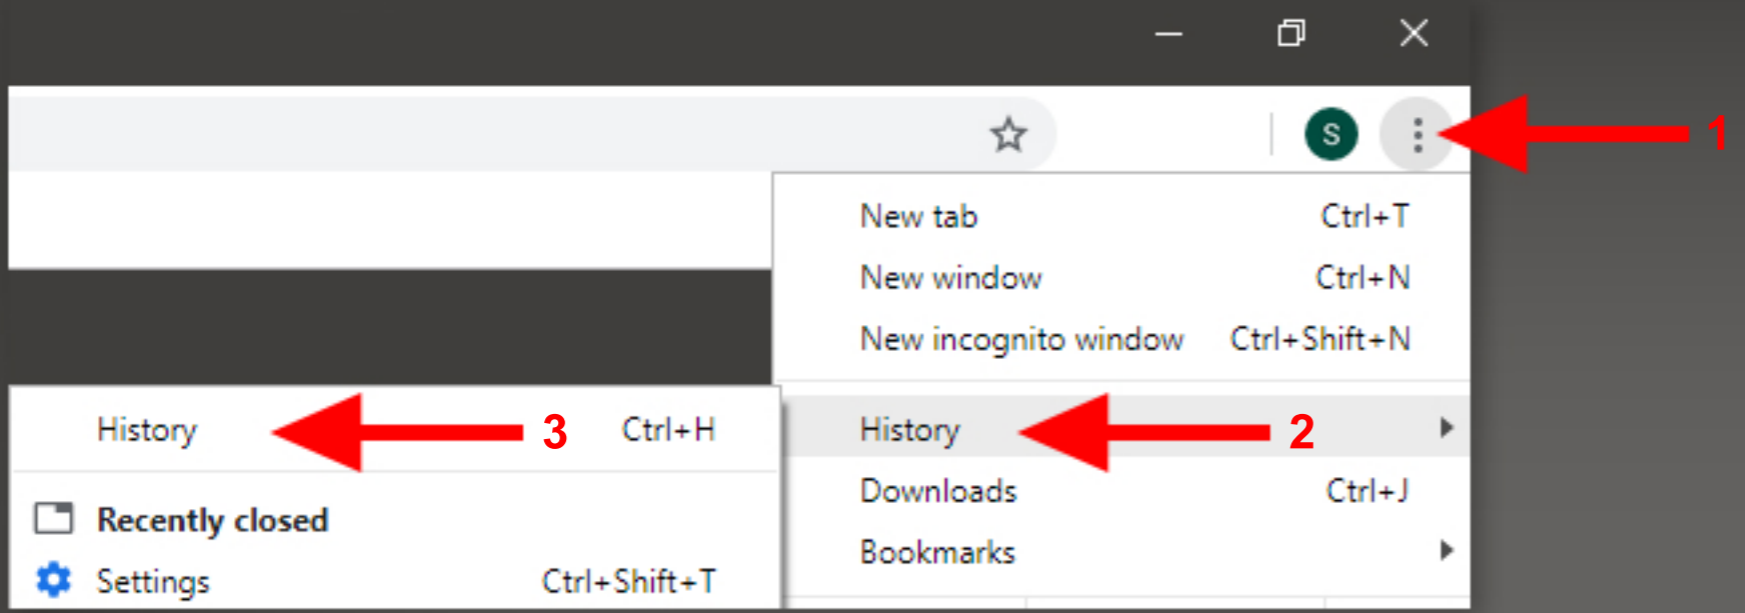 S
1
New tab Ctrl+T
New window Ctrl+N
New incognito window Ctrl+Shift+N
History 2
Downloads Ctrl+J
Bookmarks
History 3 Ctrl+H
Recently closed
Settings Ctrl+Shift+T